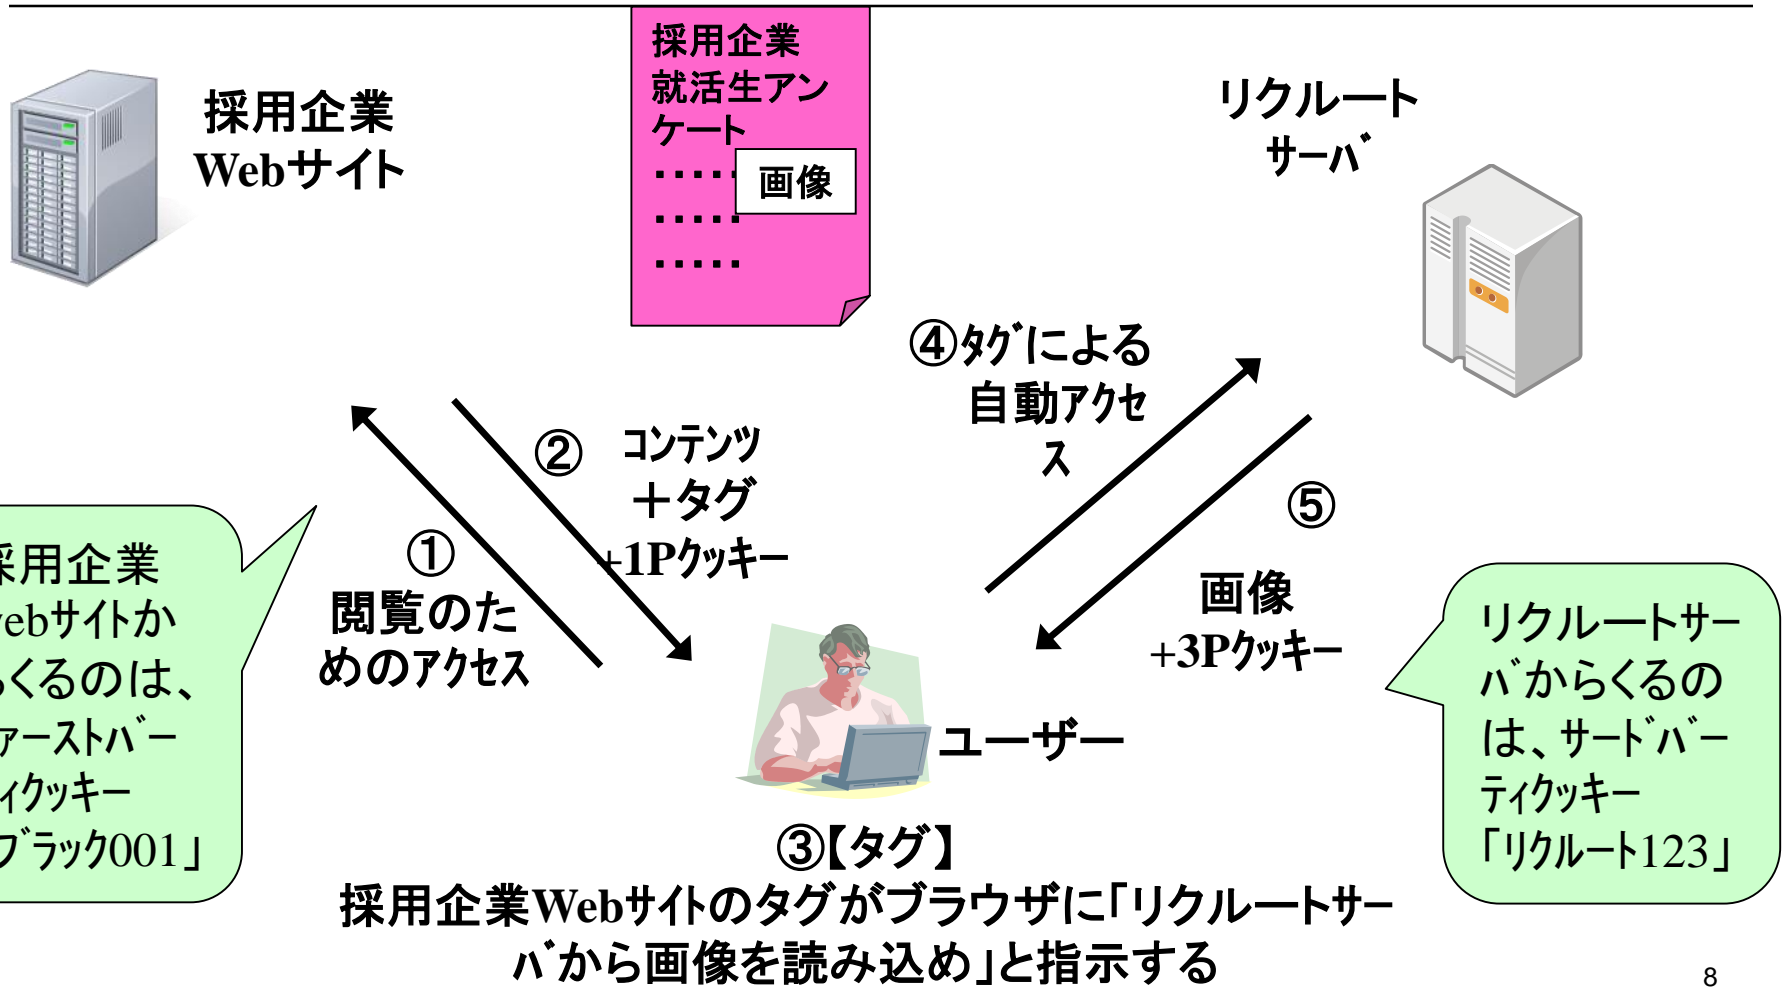 採用企業
Webサイト
採用企業
就活生アン
ケート
・・・・・
・・・・・
・・・・・
画像
リクルート
サーバ
①
閲覧のた
めのアクセス
②
コンテンツ
＋タグ
+1Pクッキー
④タグによる
自動アクセ
ス
⑤
画像
+3Pクッキー
採用企業
webサイトか
らくるのは、
ァーストパー
ィクッキー
ブラック001」
リクルートサー
バからくるの
は、サードパー
ティクッキー
「リクルート123」
ユーザー
③【タグ】
採用企業Webサイトのタグがブラウザに「リクルートサー
バから画像を読み込め」と指示する
8